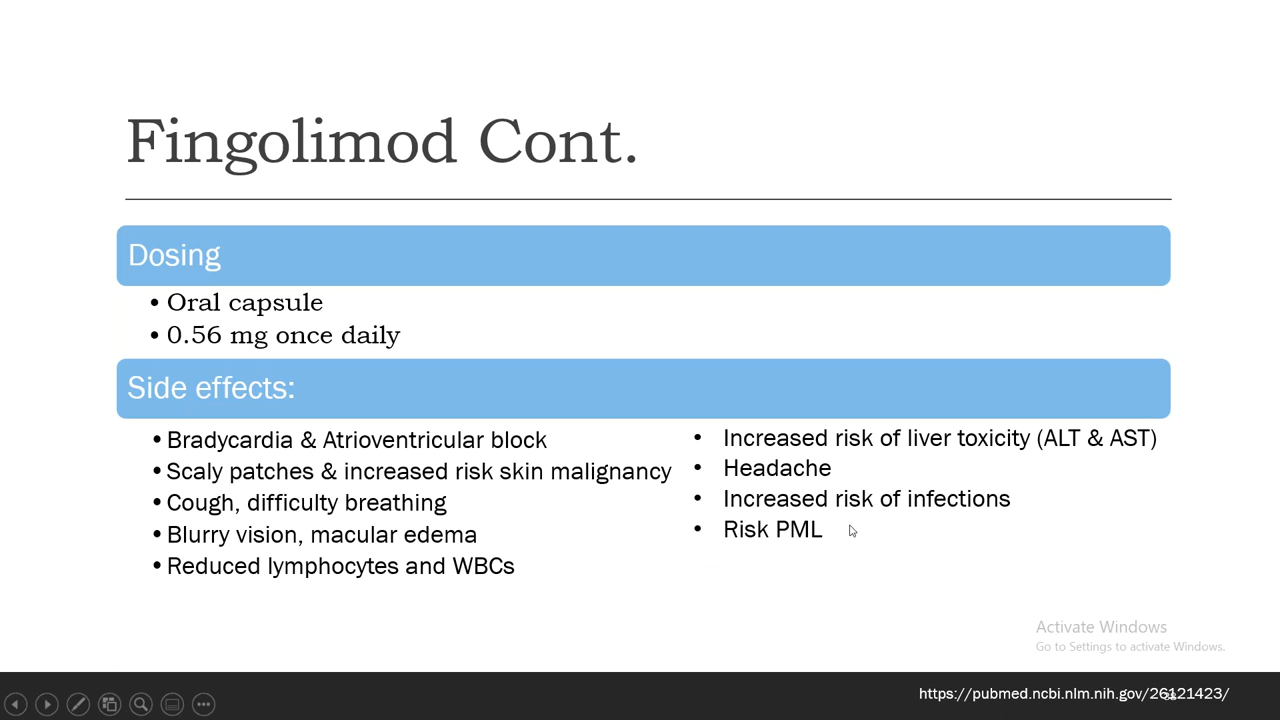 Fingolimod Cont.
Dosing
• Oral capsule
• 0.56 mg once daily
Side effects:
• Bradycardia & Atrioventricular block
• Scaly patches & increased risk skin malignancy
• Cough, difficulty breathing
• Blurry vision, macular edema
• Reduced lymphocytes and WBCs
• Increased risk of liver toxicity (ALT & AST)
• Headache
• Increased risk of infections
• Risk PML
Activate Windows
Go to Settings to activate Windows.
https://pubmed.ncbi.nlm.nih.gov/26121423/